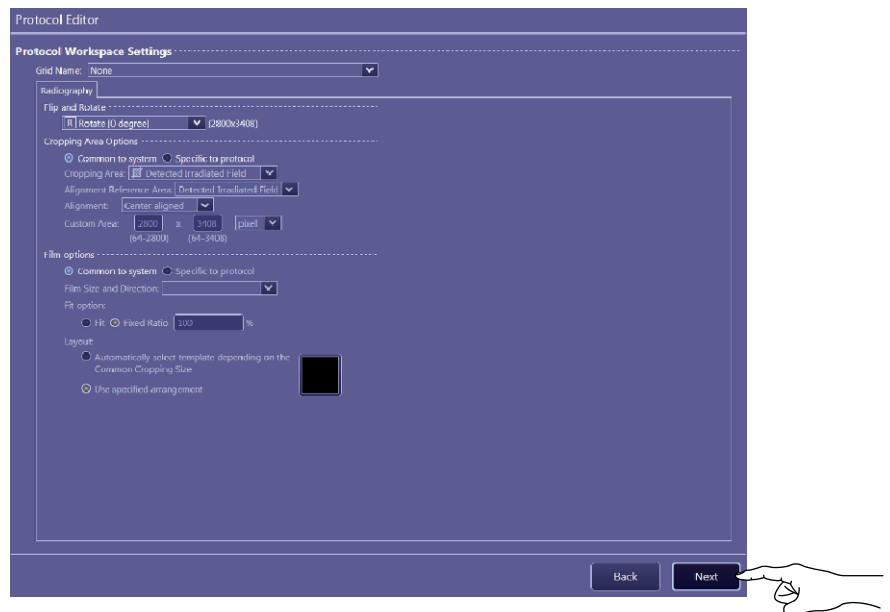 Protocol Editor
Protocol Workspace Settings
Grid Name: None
Radiography
Flip and Rotate
R Rotate (0 degree) (2800x3408)
Cropping Area Options
Common to system Specific to protocol
Cropping Area: Detected Irradiated Field
Alignment Reference Area: Detected Irradiated Field
Alignment: Center aligned
Custom Area: 2800 x 3408 pixel
(64-2800) (64-3408)
Film options
Common to system Specific to protocol
Film Size and Direction:
Fit option:
Fit Fixed Ratio 100 %
Layout:
Automatically select template depending on the
Common Cropping Size
Use specified arrangement
Back Next